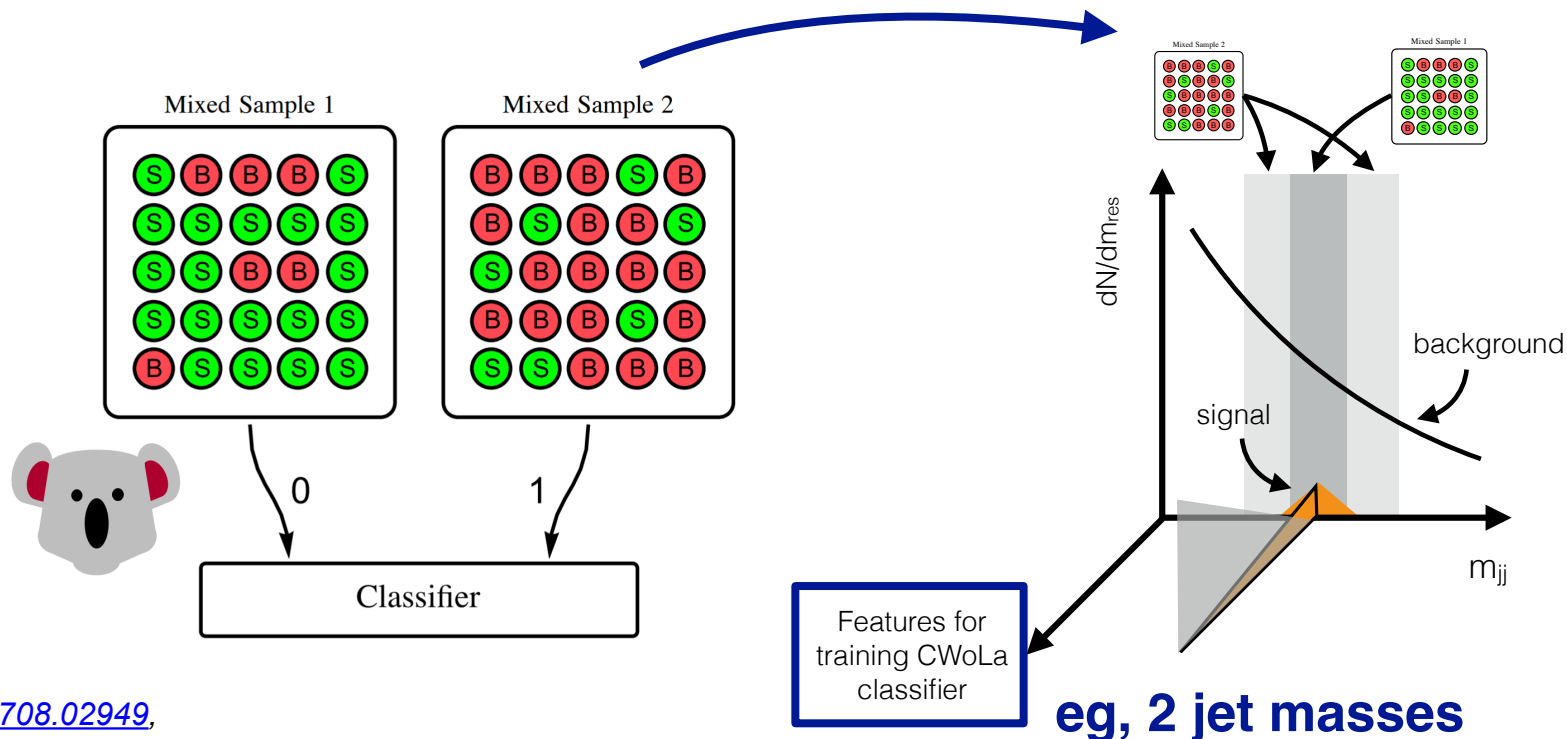 Mixed Sample 1
S B B B S
S S S S S
S S B B S
S S S S S
B S S S S
0
Mixed Sample 2
B B B S B
B S B B S
S B B B B
B B B S B
S S B B B
1
Classifier
708.02949,
Mixed Sample 2
B B B S B
B S B B S
S B B B B
B B B S B
S S B B B
Mixed Sample 1
S B B B S
S S S S S
S S B B S
S S S S S
B S S S S
dN/dmres
background
signal
mjj
Features for
training CWoLa
classifier
eg, 2 jet masses